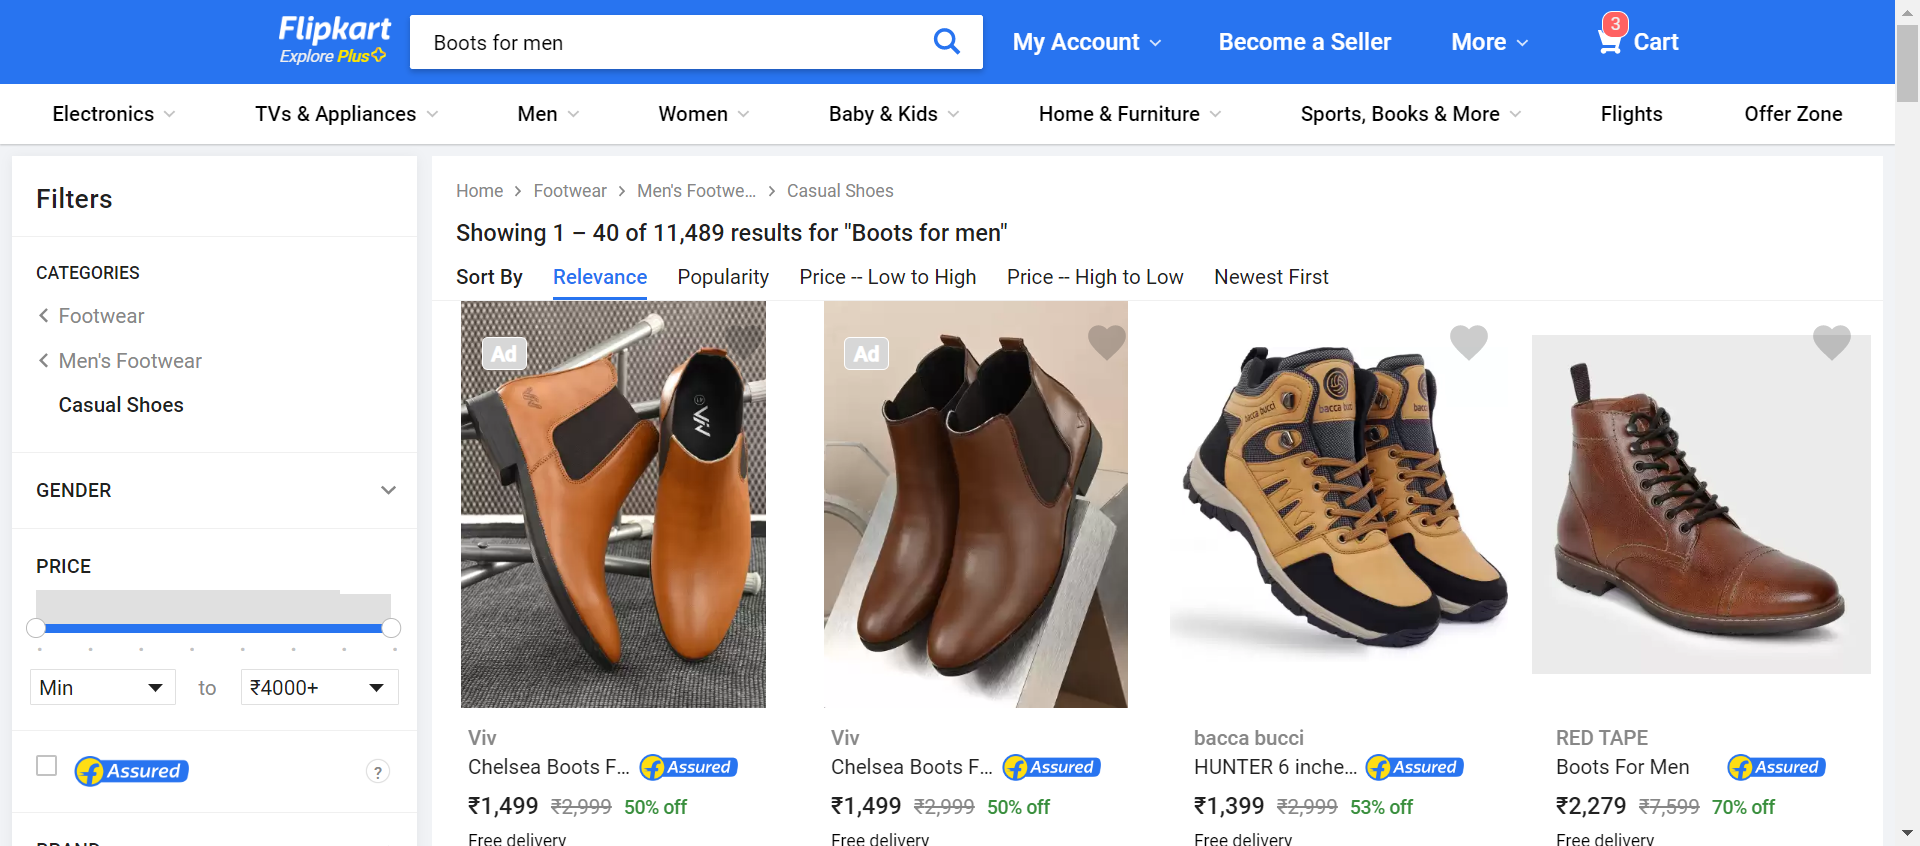 Flipkart
Explore Plus
Boots for men
My Account
Become a Seller
More
3
Cart
Electronics
TVs & Appliances
Men
Women
Baby & Kids
Home & Furniture
Sports, Books & More
Flights
Offer Zone
Filters
CATEGORIES
Footwear
Men's Footwear
Casual Shoes
GENDER
PRICE
Min to ₹4000+
f Assured ?
Home > Footwear > Men's Footwe... > Casual Shoes
Showing 1 – 40 of 11,489 results for "Boots for men"
Sort By Relevance Popularity Price -- Low to High Price -- High to Low Newest First
Ad
VIV
Viv
Chelsea Boots F... f Assured
₹1,499 ₹2,999 50% off
Free delivery
Ad
Viv
Chelsea Boots F... f Assured
₹1,499 ₹2,999 50% off
Free delivery
bacca bucci
bacca bucci
HUNTER 6 inche... f Assured
₹1,399 ₹2,999 53% off
Free delivery
RED TAPE
Boots For Men f Assured
₹2,279 ₹7,599 70% off
Free delivery